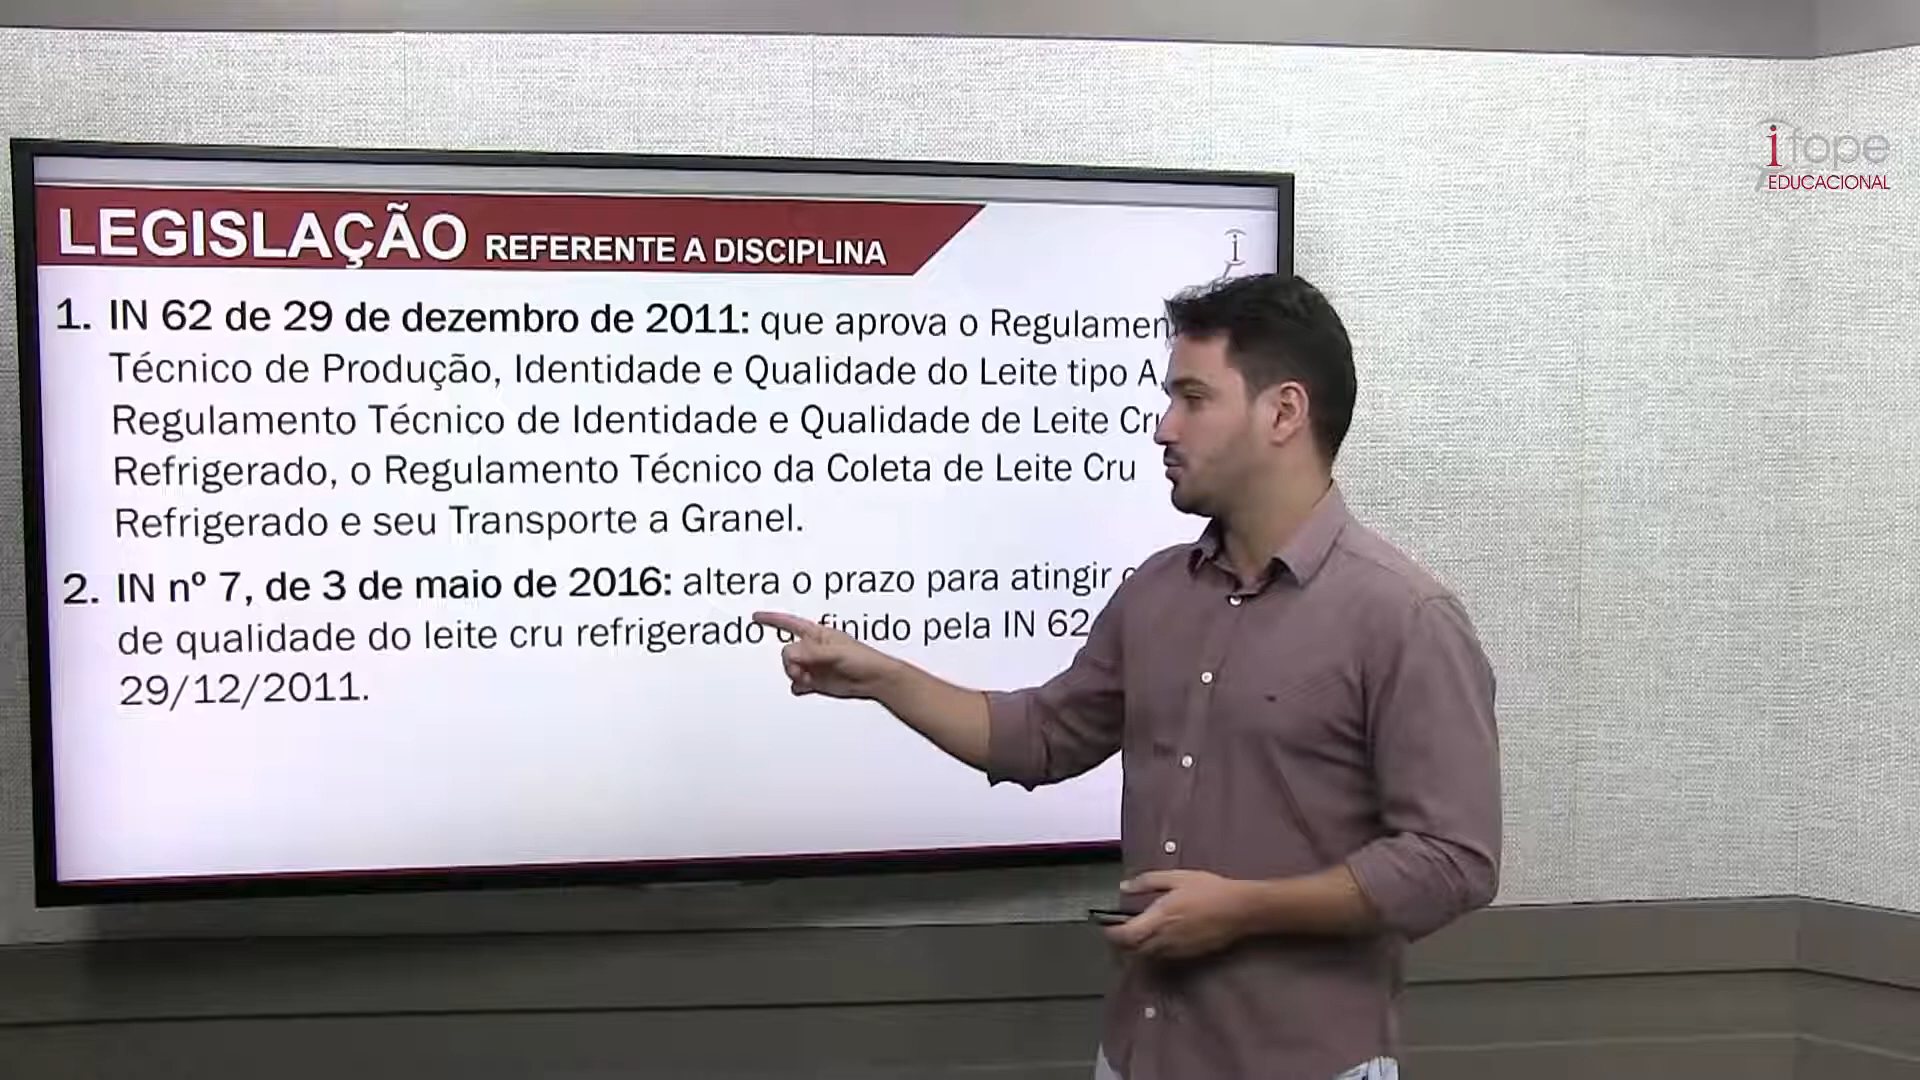 ifope
EDUCACIONAL
LEGISLAÇÃO REFERENTE A DISCIPLINA
i
1. IN 62 de 29 de dezembro de 2011: que aprova o
Técnico de Produção, Identidade e Qualidade do Leite tipo A,
Regulamento Técnico de Identidade e Qualidade de Leite
Refrigerado, o Regulamento Técnico da Coleta de Leite Cru
Refrigerado e seu Transporte a Granel.
2. IN nº 7, de 3 de maio de 2016: altera o prazo para atingir
de qualidade do leite cru refrigerado pela IN 62
29/12/2011.